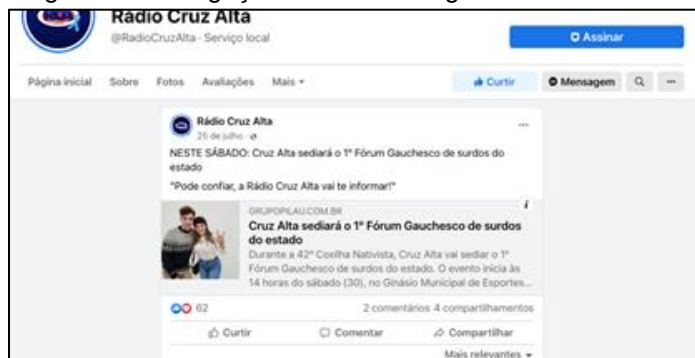 Rádio Cruz Alta
@RadioCruzAlta · Serviço local
Assinar
Página inicial Sobre Fotos Avaliações Mais
Curtir
Mensagem
Rádio Cruz Alta
25 de julho
NESTE SÁBADO: Cruz Alta sediará o 1º Fórum Gauchesco de surdos do
estado
"Pode confiar, a Rádio Cruz Alta vai te informar!"
GRUPOPILAU.COM.BR
Cruz Alta sediará o 1º Fórum Gauchesco de surdos
do estado
Durante a 42ª Coxilha Nativista, Cruz Alta vai sediar o 1º
Fórum Gauchesco de surdos do estado. O evento inicia às
14 horas do sábado (30), no Ginásio Municipal de Esportes...
62
2 comentários 4 compartilhamentos
Curtir Comentar Compartilhar
Mais relevantes